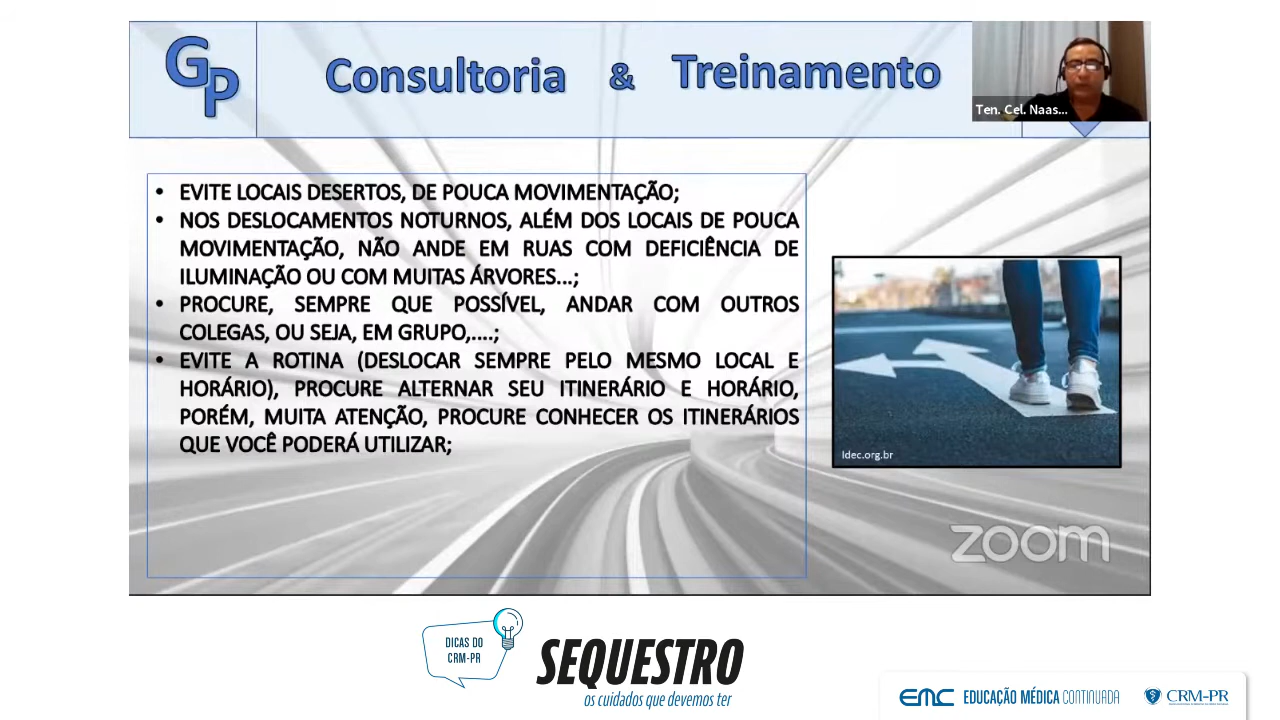 GP
Consultoria & Treinamento
Ten. Cel. Naas...
• EVITE LOCAIS DESERTOS, DE POUCA MOVIMENTAÇÃO;
• NOS DESLOCAMENTOS NOTURNOS, ALÉM DOS LOCAIS DE POUCA
MOVIMENTAÇÃO, NÃO ANDE EM RUAS COM DEFICIÊNCIA DE
ILUMINAÇÃO OU COM MUITAS ÁRVORES...;
• PROCURE, SEMPRE QUE POSSÍVEL, ANDAR COM OUTROS
COLEGAS, OU SEJA, EM GRUPO,....;
• EVITE A ROTINA (DESLOCAR SEMPRE PELO MESMO LOCAL E
HORÁRIO), PROCURE ALTERNAR SEU ITINERÁRIO E HORÁRIO,
PORÉM, MUITA ATENÇÃO, PROCURE CONHECER OS ITINERÁRIOS
QUE VOCÊ PODERÁ UTILIZAR;
Idec.org.br
zoom
DICAS DO
CRM-PR
SEQUESTRO
os cuidados que devemos ter
EMC EDUCAÇÃO MÉDICA CONTINUADA
CRM-PR